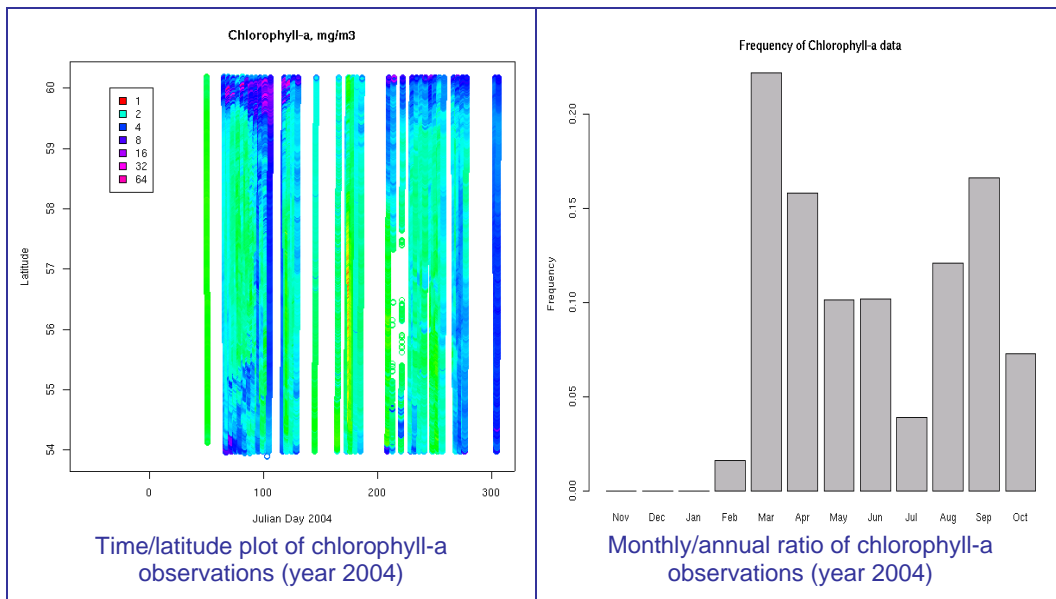 Chlorophyll-a, mg/m3
60
59
58
57
56
55
54
Latitude
1
2
4
8
16
32
64
0 100 200 300
Julian Day 2004
Time/latitude plot of chlorophyll-a
observations (year 2004)
Frequency of Chlorophyll-a data
0.20
0.15
0.10
0.05
0.00
Frequency
Nov Dec Jan Feb Mar Apr May Jun Jul Aug Sep Oct
Monthly/annual ratio of chlorophyll-a
observations (year 2004)